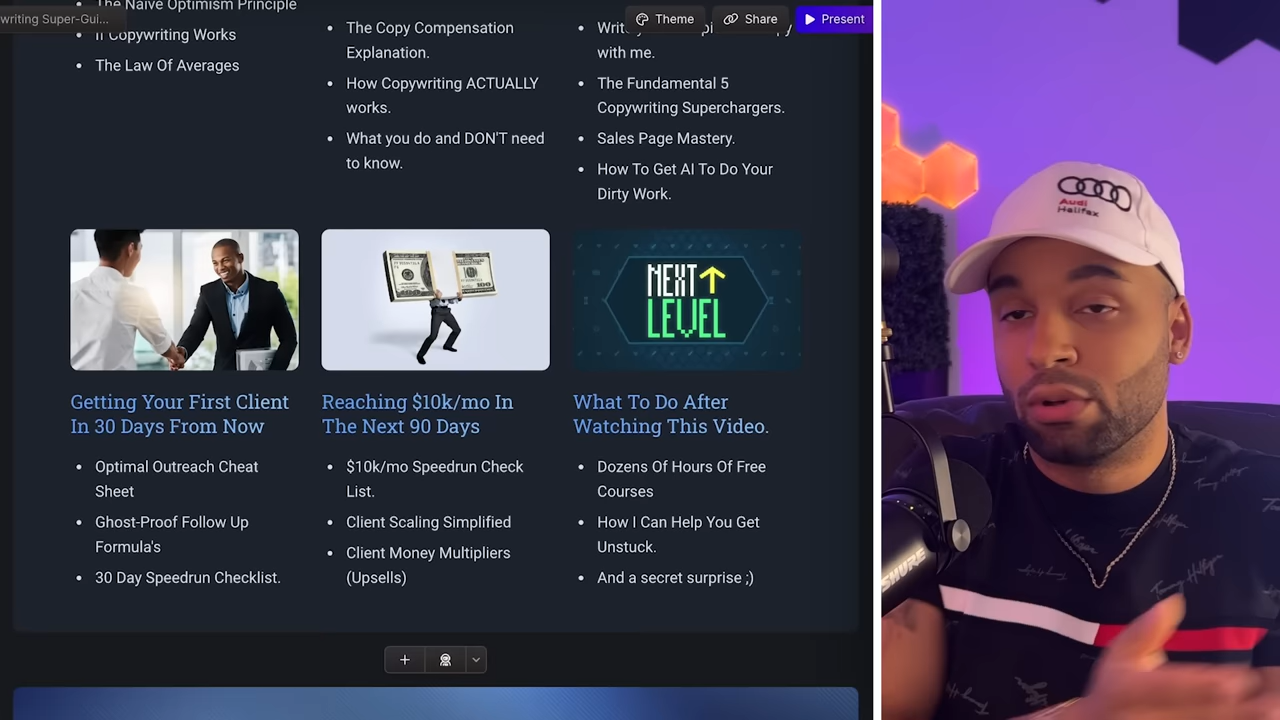 The Naive Optimism Principle
writing Super-Gui...
If Copywriting Works
The Law Of Averages
The Copy Compensation
Explanation.
How Copywriting ACTUALLY
works.
What you do and DON'T need
to know.
Theme
Share
Present
with me.
The Fundamental 5
Copywriting Superchargers.
Sales Page Mastery.
How To Get AI To Do Your
Dirty Work.
NEXT
LEVEL
Getting Your First Client
In 30 Days From Now
Optimal Outreach Cheat
Sheet
Ghost-Proof Follow Up
Formula's
30 Day Speedrun Checklist.
Reaching $10k/mo In
The Next 90 Days
$10k/mo Speedrun Check
List.
Client Scaling Simplified
Client Money Multipliers
(Upsells)
What To Do After
Watching This Video.
Dozens Of Hours Of Free
Courses
How I Can Help You Get
Unstuck.
And a secret surprise ;)
Audi
Halifax
SHURE
Tommy Hilfiger